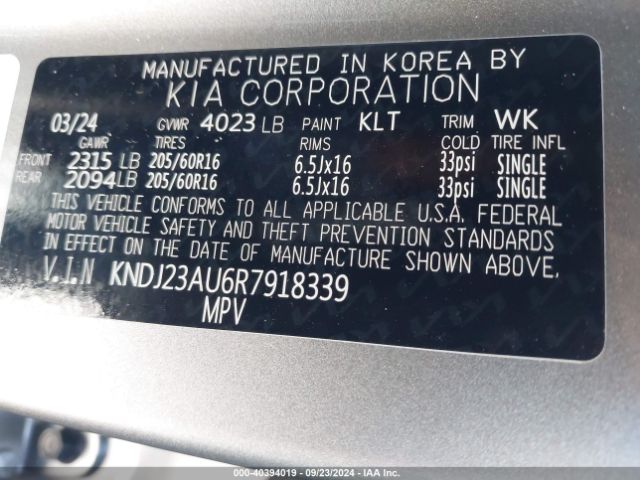 MANUFACTURED IN KOREA BY
KIA CORPORATION
03/24 GVWR 4023 LB PAINT KLT TRIM WK
GAWR TIRES RIMS COLD TIRE INFL
FRONT 2315 LB 205/60R16 6.5Jx16 33psi SINGLE
REAR 2094 LB 205/60R16 6.5Jx16 33psi SINGLE
THIS VEHICLE CONFORMS TO ALL APPLICABLE U.S.A. FEDERAL
MOTOR VEHICLE SAFETY AND THEFT PREVENTION STANDARDS
IN EFFECT ON THE DATE OF MANUFACTURE SHOWN ABOVE.
V.I.N KNDJ23AU6R7918339
MPV
000-40394019 - 09/23/2024 - IAA Inc.